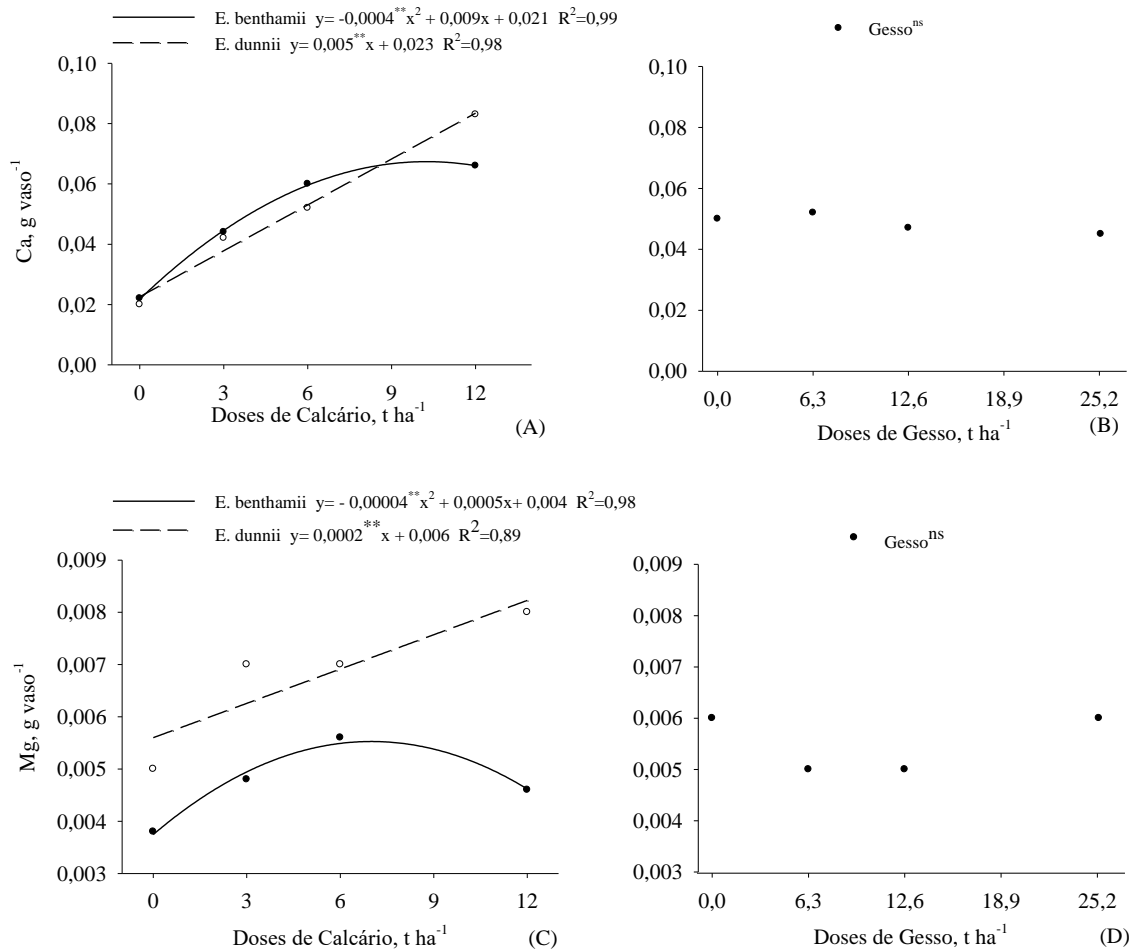 E. benthamii y= -0,0004**x² + 0,009x + 0,021 R²=0,99
E. dunnii y= 0,005**x + 0,023 R²=0,98
0,10
0,08
0,06
0,04
0,02
0,00
Ca, g vaso⁻¹
0 3 6 9 12
Doses de Calcário, t ha⁻¹
(A)
Gessoⁿˢ
0,10
0,08
0,06
0,04
0,02
0,00
0,0 6,3 12,6 18,9 25,2
Doses de Gesso, t ha⁻¹
(B)
E. benthamii y= - 0,00004**x² + 0,0005x+ 0,004 R²=0,98
E. dunnii y= 0,0002**x + 0,006 R²=0,89
0,009
0,008
0,007
0,006
0,005
0,004
0,003
Mg, g vaso⁻¹
0 3 6 9 12
Doses de Calcário, t ha⁻¹
(C)
Gessoⁿˢ
0,009
0,008
0,007
0,006
0,005
0,004
0,003
0,0 6,3 12,6 18,9 25,2
Doses de Gesso, t ha⁻¹
(D)